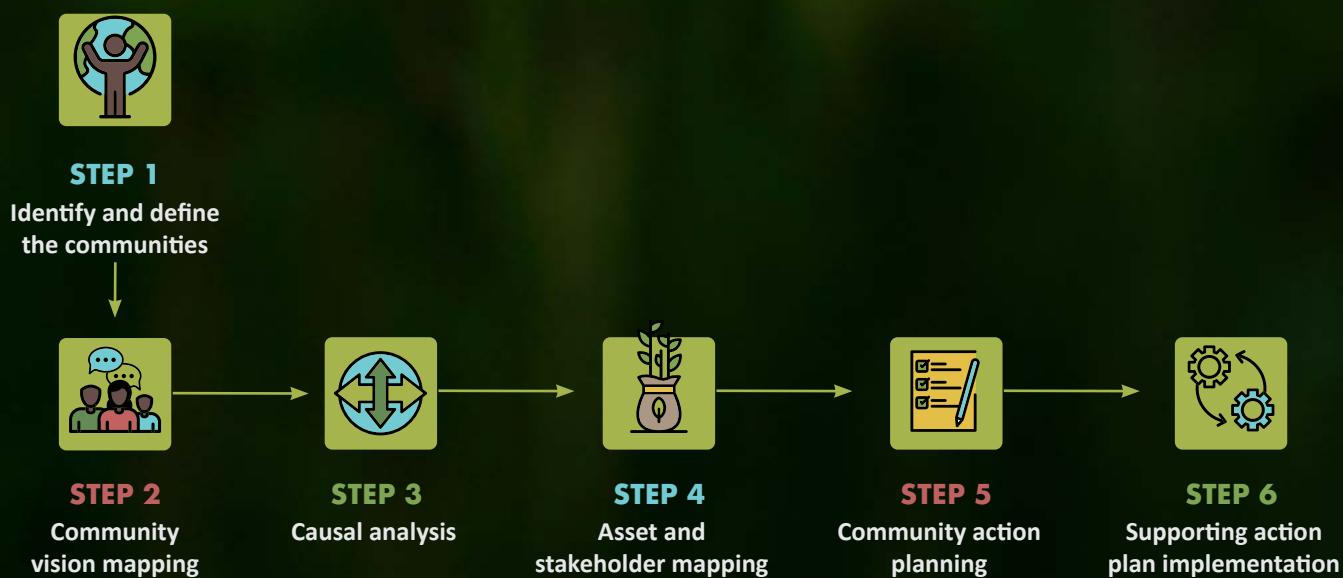 STEP 1
Identify and define
the communities
STEP 2
Community
vision mapping
STEP 3
Causal analysis
STEP 4
Asset and
stakeholder mapping
STEP 5
Community action
planning
STEP 6
Supporting action
plan implementation